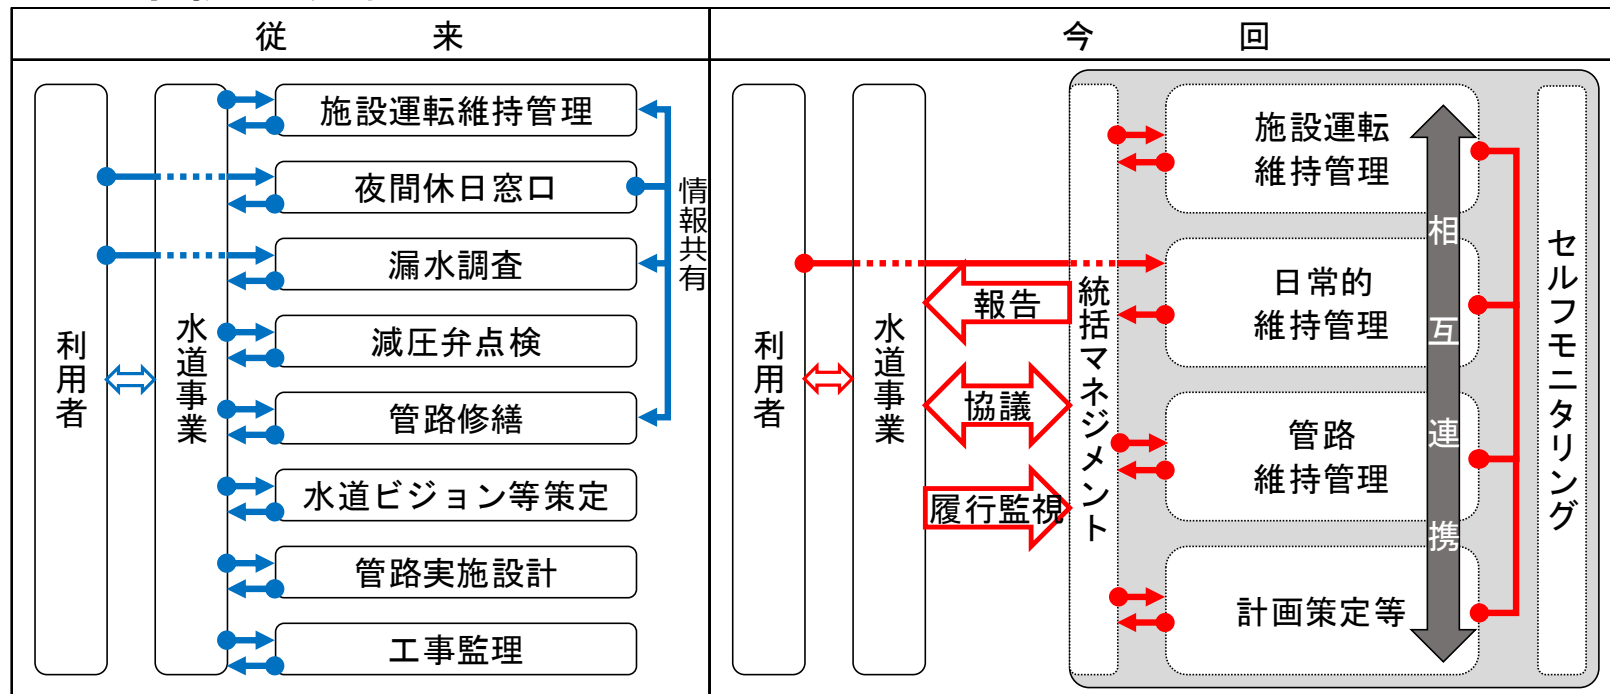 従来
今回
利用者
水道事業
施設運転維持管理
夜間休日窓口
漏水調査
減圧弁点検
管路修繕
水道ビジョン等策定
管路実施設計
工事監理
情報共有
利用者
水道事業
報告
協議
履行監視
統括マネジメント
施設運転
維持管理
日常的
維持管理
管路
維持管理
計画策定等
相互連携
セルフモニタリング